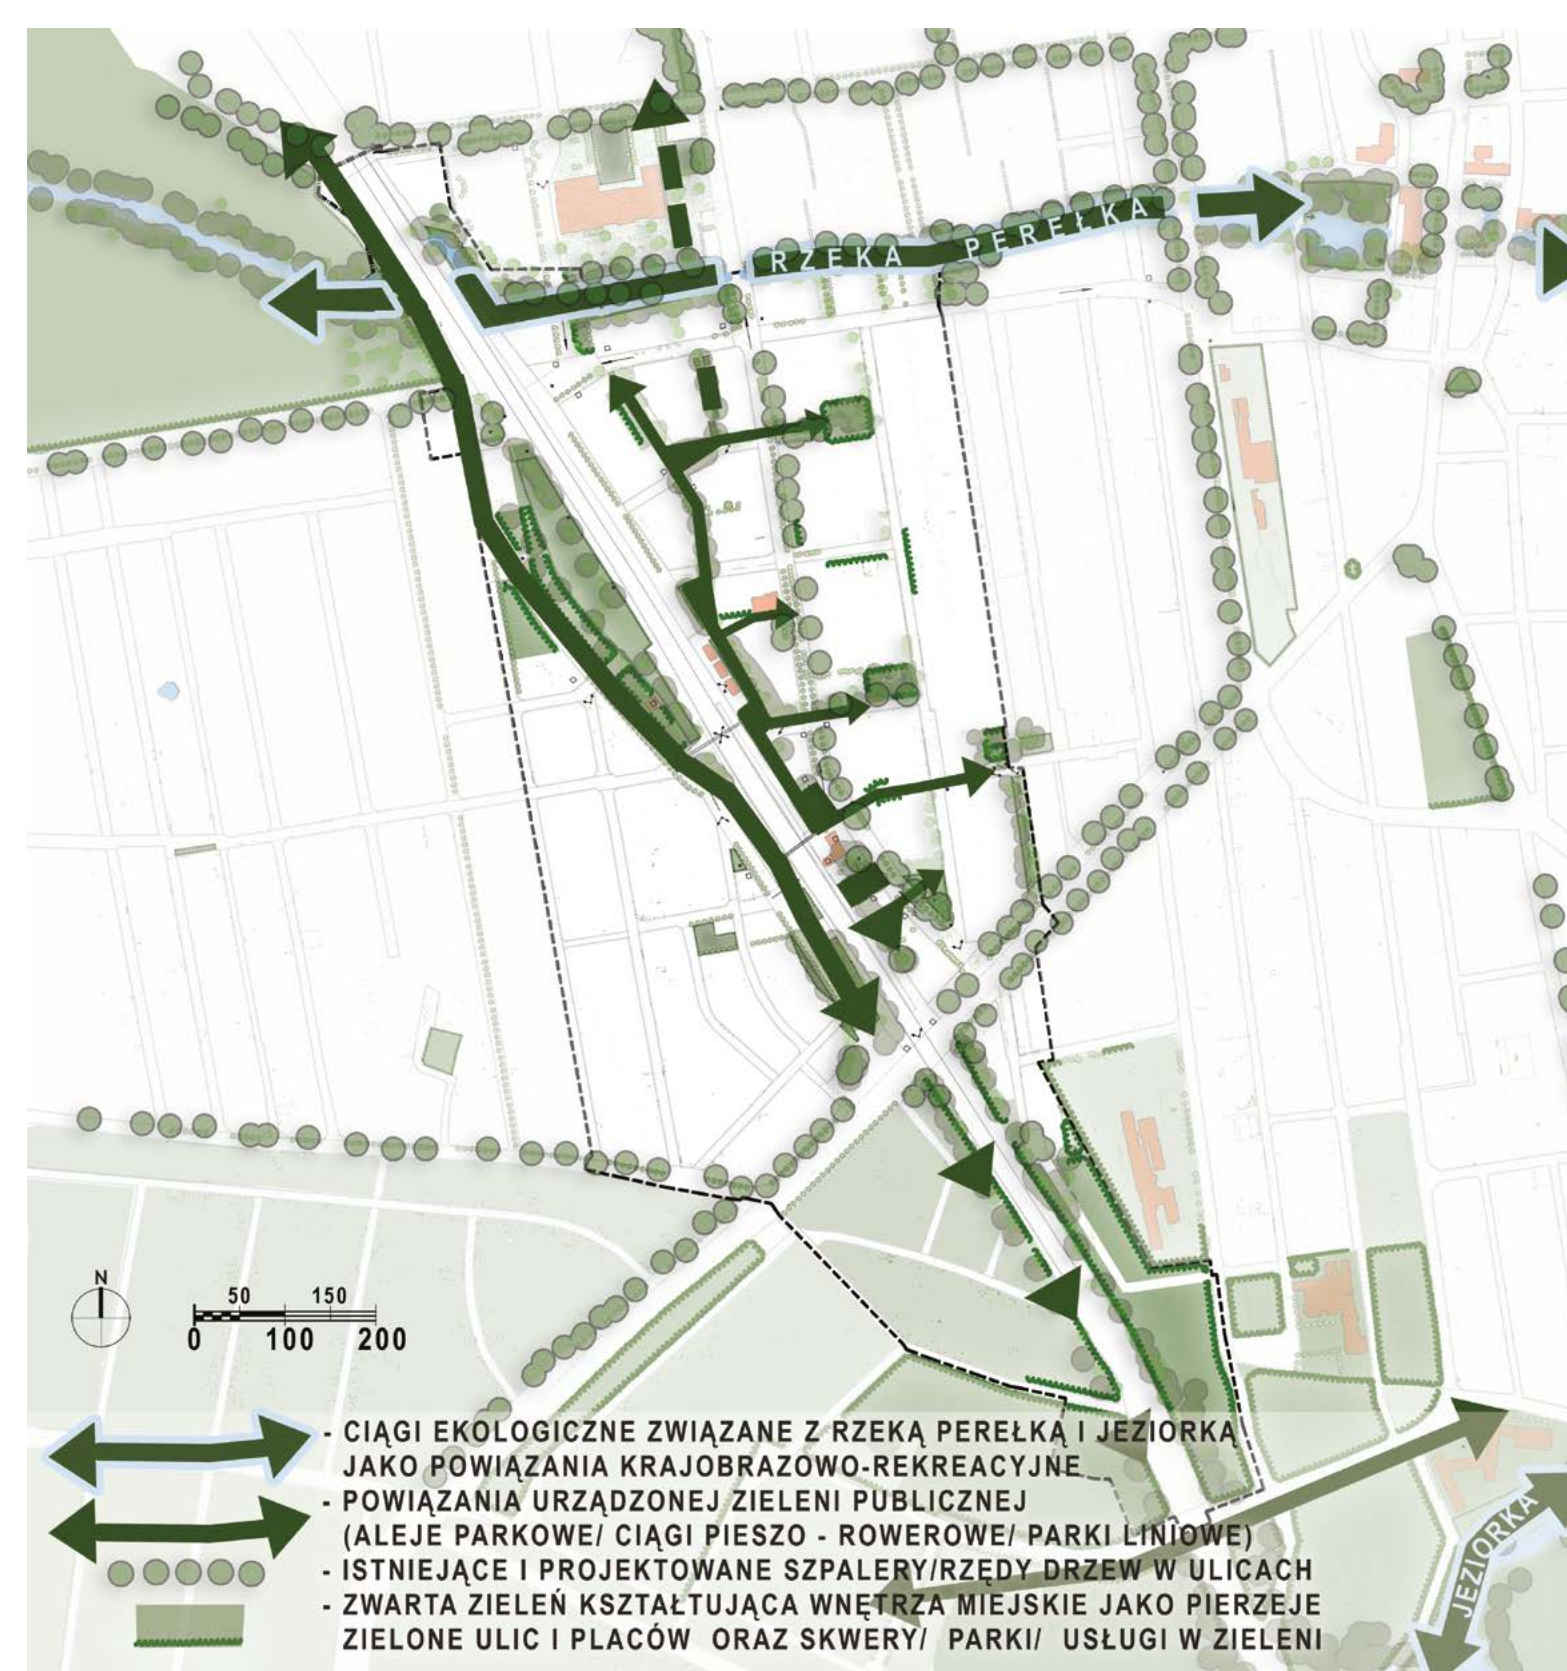 RZEKA PEREŁKA
N
50 150
0 100 200
- CIĄGI EKOLOGICZNE ZWIĄZANE Z RZEKĄ PEREŁKĄ I JEZIORKĄ
JAKO POWIĄZANIA KRAJOBRAZOWO-REKREACYJNE
- POWIĄZANIA URZĄDZONEJ ZIELENI PUBLICZNEJ
(ALEJE PARKOWE/ CIĄGI PIESZO - ROWEROWE/ PARKI LINIOWE)
- ISTNIEJĄCE I PROJEKTOWANE SZPALERY/RZĘDY DRZEW W ULICACH
- ZWARTA ZIELEŃ KSZTAŁTUJĄCA WNĘTRZA MIEJSKIE JAKO PIERZEJE
ZIELONE ULIC I PLACÓW ORAZ SKWERY/ PARKI/ USŁUGI W ZIELENI
JEZIORKA